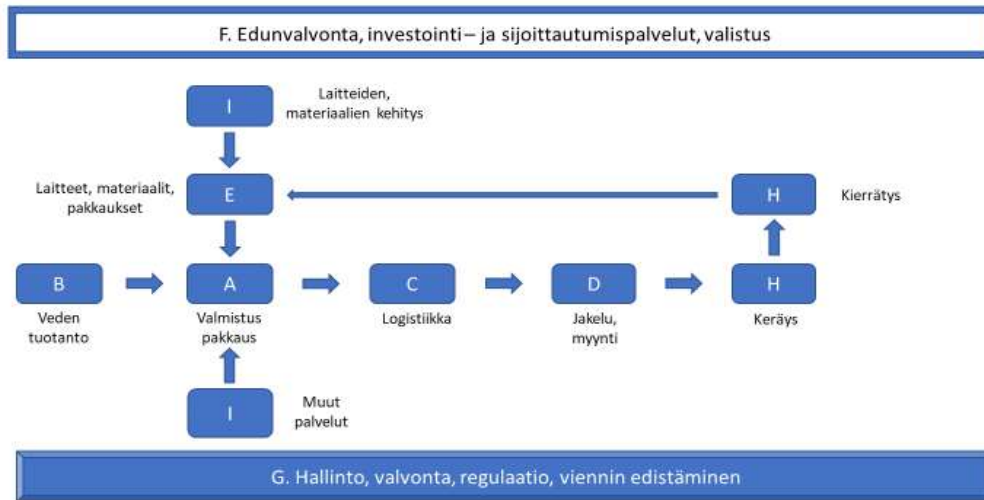 F. Edunvalvonta, investointi – ja sijoittautumispalvelut, valistus
I
Laitteiden,
materiaalien kehitys
Laitteet, materiaalit,
pakkaukset
E
H
Kierrätys
B
A
C
D
H
Veden
tuotanto
Valmistus
pakkaus
Logistiikka
Jakelu,
myynti
Keräys
I
Muut
palvelut
G. Hallinto, valvonta, regulaatio, viennin edistäminen